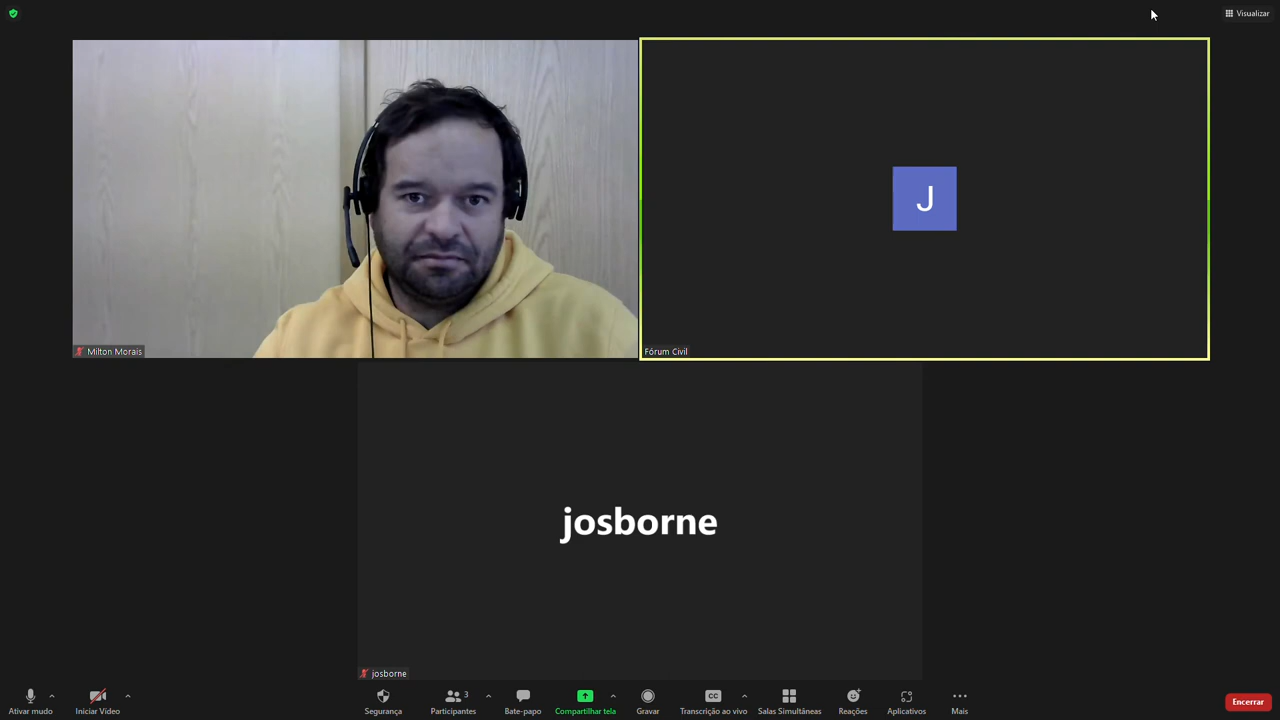 Visualizar
J
Milton Morais
Fórum Civil
josborne
josborne
Ativar mudo
Iniciar Vídeo
Segurança
3
Participantes
Bate-papo
Compartilhar tela
Gravar
CC
Transcrição ao vivo
Salas Simultâneas
Reações
Aplicativos
Mais
Encerrar